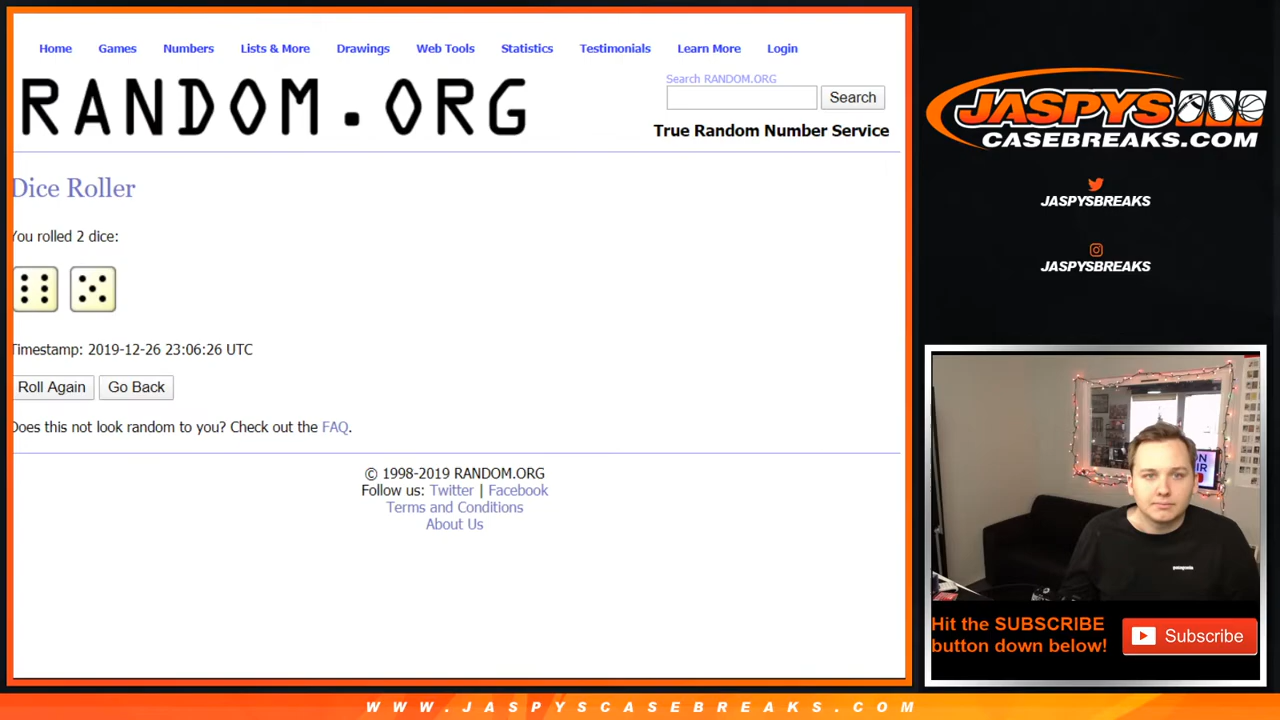 Home Games Numbers Lists & More Drawings Web Tools Statistics Testimonials Learn More Login
RANDOM.ORG
Search RANDOM.ORG
Search
True Random Number Service
Dice Roller
You rolled 2 dice:
Timestamp: 2019-12-26 23:06:26 UTC
Roll Again Go Back
Does this not look random to you? Check out the FAQ.
© 1998-2019 RANDOM.ORG
Follow us: Twitter | Facebook
Terms and Conditions
About Us
JASPYS
CASEBREAKS.COM
JASPYSBREAKS
JASPYSBREAKS
patagonia
Hit the SUBSCRIBE
button down below!
Subscribe
WWW.JASPYSCASEBREAKS.COM